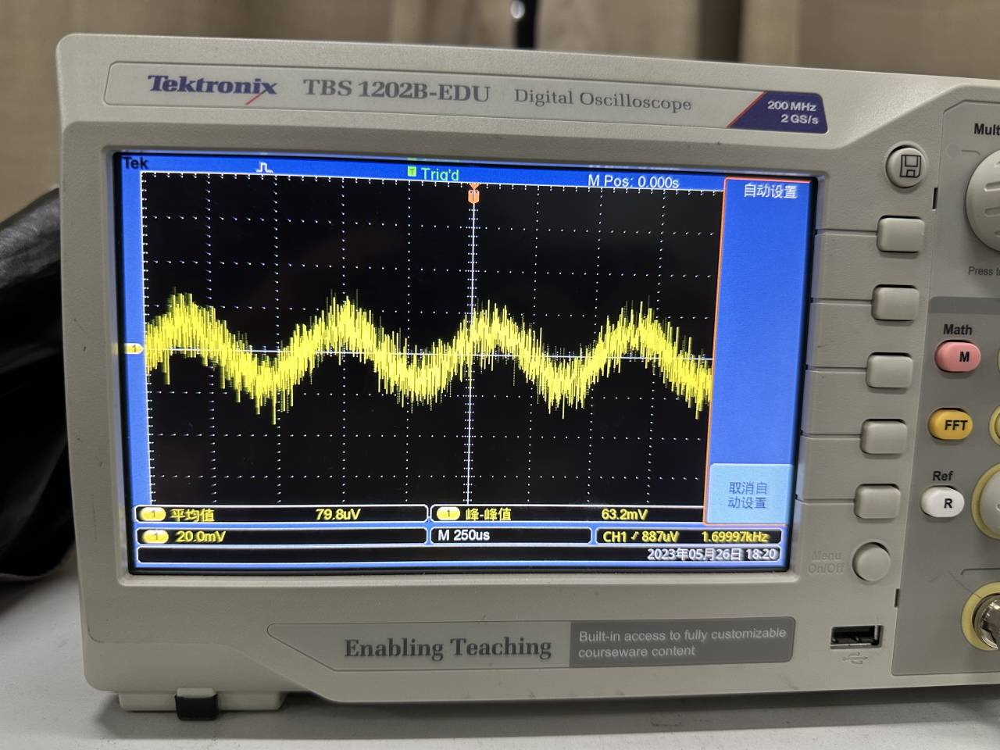 Tektronix TBS 1202B-EDU Digital Oscilloscope
200 MHz
2 GS/s
Tek
T Trig'd
M Pos: 0.000s
自动设置
1
取消自
动设置
1 平均值 79.8uV
1 峰-峰值 63.2mV
1 20.0mV
M 250us
CH1 887uV 1.69997kHz
2023年05月26日 18:20
Math
M
FFT
Ref
R
Menu
On/Off
Enabling Teaching
Built-in access to fully customizable
courseware content